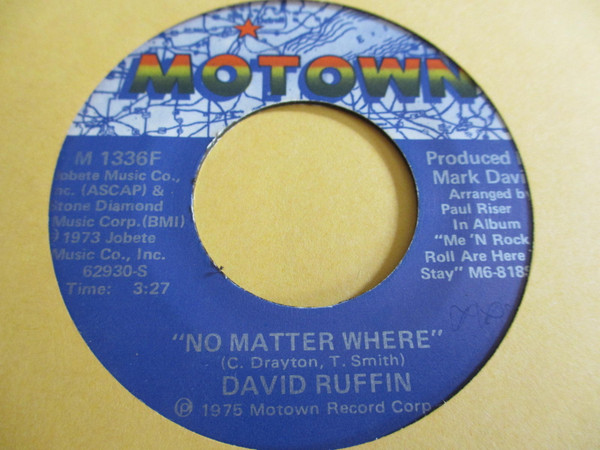 MOTOWN
M 1336F
Jobete Music Co.,
Inc. (ASCAP) &
Stone Diamond
Music Corp. (BMI)
1973 Jobete
Music Co., Inc.
62930-S
Time: 3:27
Produced
Mark Davi
Arranged by
Paul Riser
In Album
"Me 'N Rock
Roll Are Here
Stay" M6-818S
"NO MATTER WHERE"
(C. Drayton, T. Smith)
DAVID RUFFIN
℗ 1975 Motown Record Corp